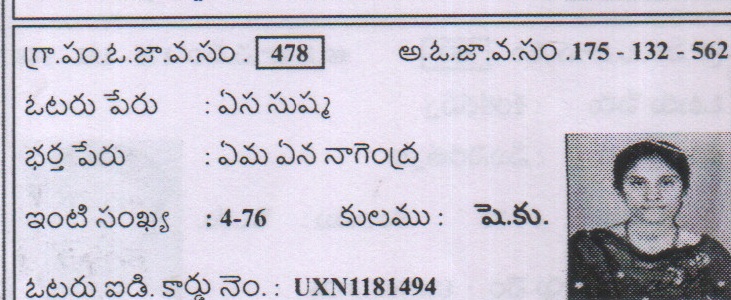 గ్రా.పం.ఓ.జా.వ.సం. 478 అ.ఓ.జా.వ.సం .175 - 132 - 562
ఓటరు పేరు : ఏస సుష్మ
భర్త పేరు : ఏమ ఏన నాగెంద్ర
ఇంటి సంఖ్య : 4-76 కులము : షె.కు.
ఓటరు ఐడి. కార్డు నెం. : UXN1181494